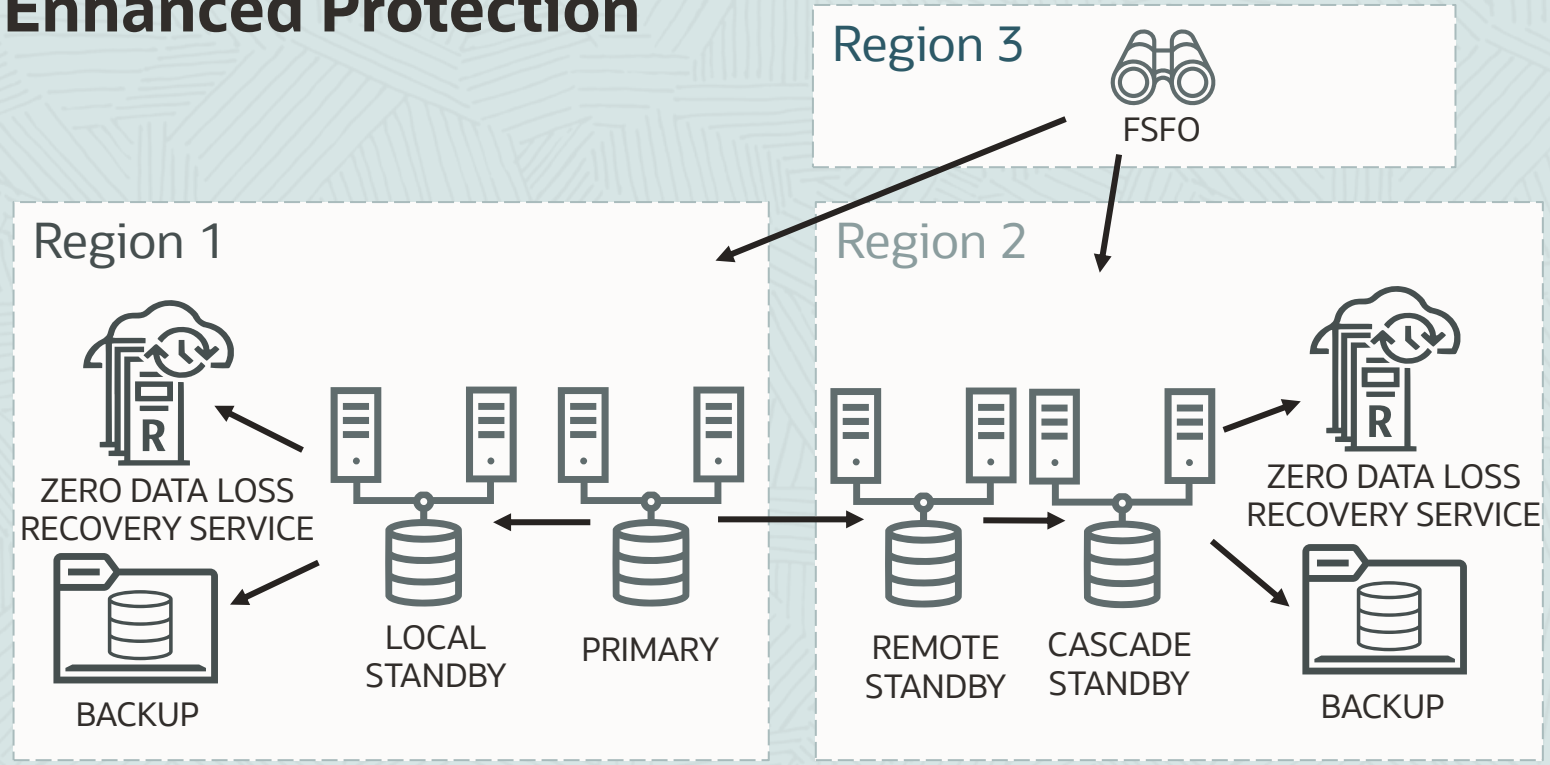 Enhanced Protection
Region 3
FSFO
Region 1
R
ZERO DATA LOSS
RECOVERY SERVICE
BACKUP
LOCAL
STANDBY
PRIMARY
Region 2
REMOTE
STANDBY
CASCADE
STANDBY
R
ZERO DATA LOSS
RECOVERY SERVICE
BACKUP